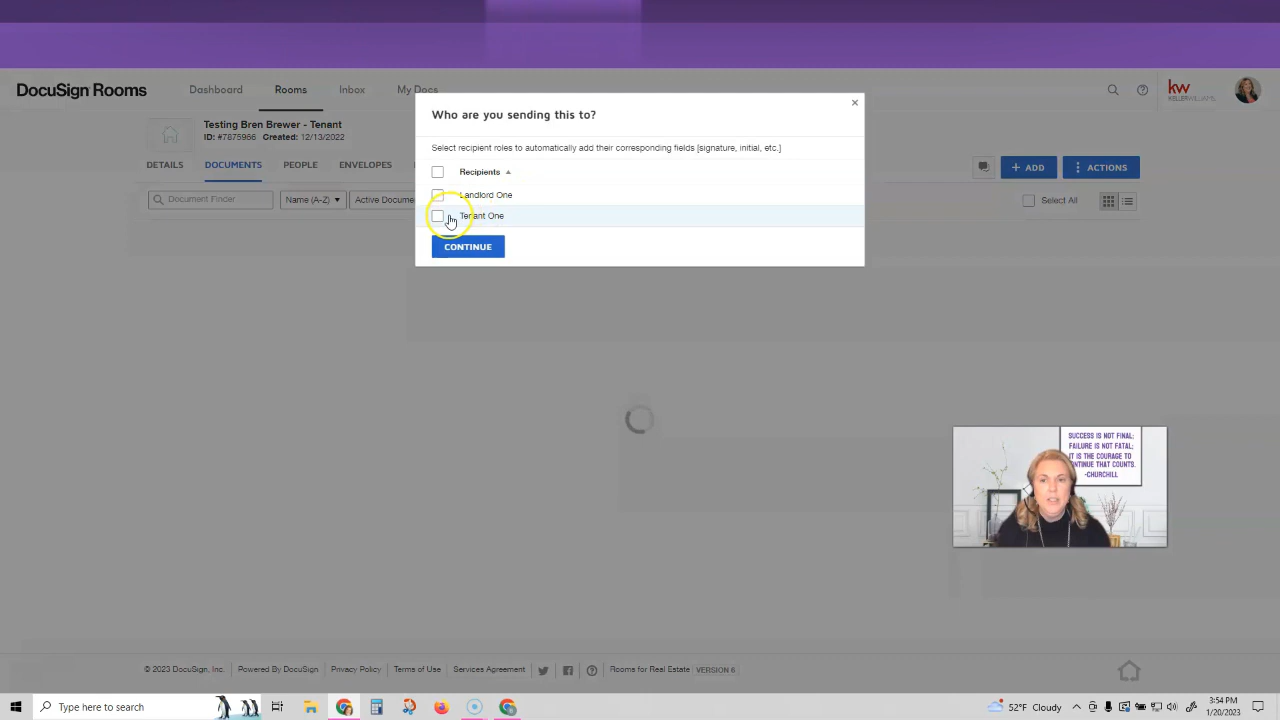 DocuSign Rooms
Dashboard
Rooms
Inbox
My Docs
kw
KELLERWILLIAMS
Testing Bren Brewer - Tenant
ID: #7875966 Created: 12/13/2022
DETAILS
DOCUMENTS
PEOPLE
ENVELOPES
+ ADD
ACTIONS
Document Finder
Name (A-Z) ▼
Active Docume
Select All
Who are you sending this to?
×
Select recipient roles to automatically add their corresponding fields [signature, initial, etc.]
Recipients ▲
Landlord One
Tenant One
CONTINUE
SUCCESS IS NOT FINAL;
FAILURE IS NOT FATAL;
IT IS THE COURAGE TO
CONTINUE THAT COUNTS.
-CHURCHILL
© 2023 DocuSign, Inc.
Powered By DocuSign
Privacy Policy
Terms of Use
Services Agreement
Rooms for Real Estate
VERSION 6
Type here to search
52°F Cloudy
3:54 PM
1/20/2023